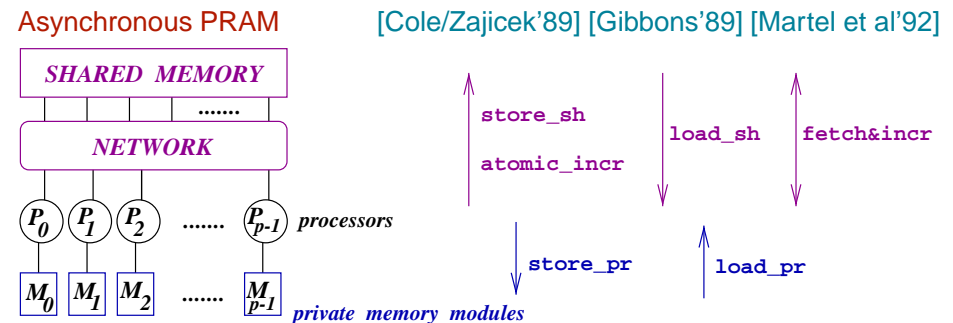 Asynchronous PRAM [Cole/Zajicek'89] [Gibbons'89] [Martel et al'92]
SHARED MEMORY
.......
NETWORK
P0 P1 P2 ....... Pp-1 processors
M0 M1 M2 ....... Mp-1
private memory modules
store_sh
atomic_incr
load_sh
fetch&incr
store_pr
load_pr